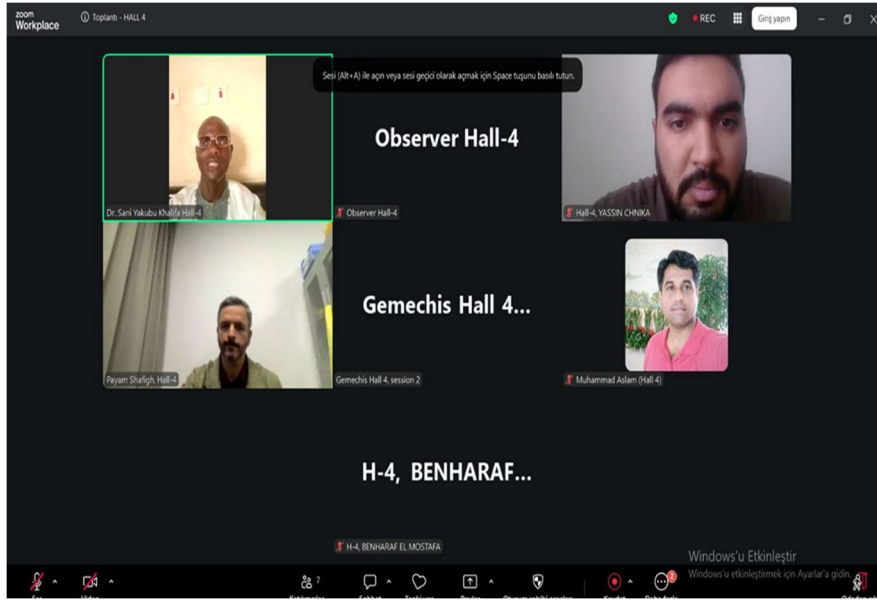 zoom
Workplace
Toplantı - HALL 4
REC
Giriş yapın
Sesi (Alt+A) ile açın veya sesi geçici olarak açmak için Space tuşunu basılı tutun.
Dr. Sani Yakubu Khalifa Hall-4
Observer Hall-4
Observer Hall-4
Hall-4, YASSIN CHNIKA
Payam Shafigh, Hall-4
Gemechis Hall 4...
Gemechis Hall 4, session 2
Muhammad Aslam (Hall 4)
H-4, BENHARAF...
H-4, BENHARAF EL MOSTAFA
Windows'u Etkinleştir
Windows'u etkinleştirmek için Ayarlar'a gidin.
7
2